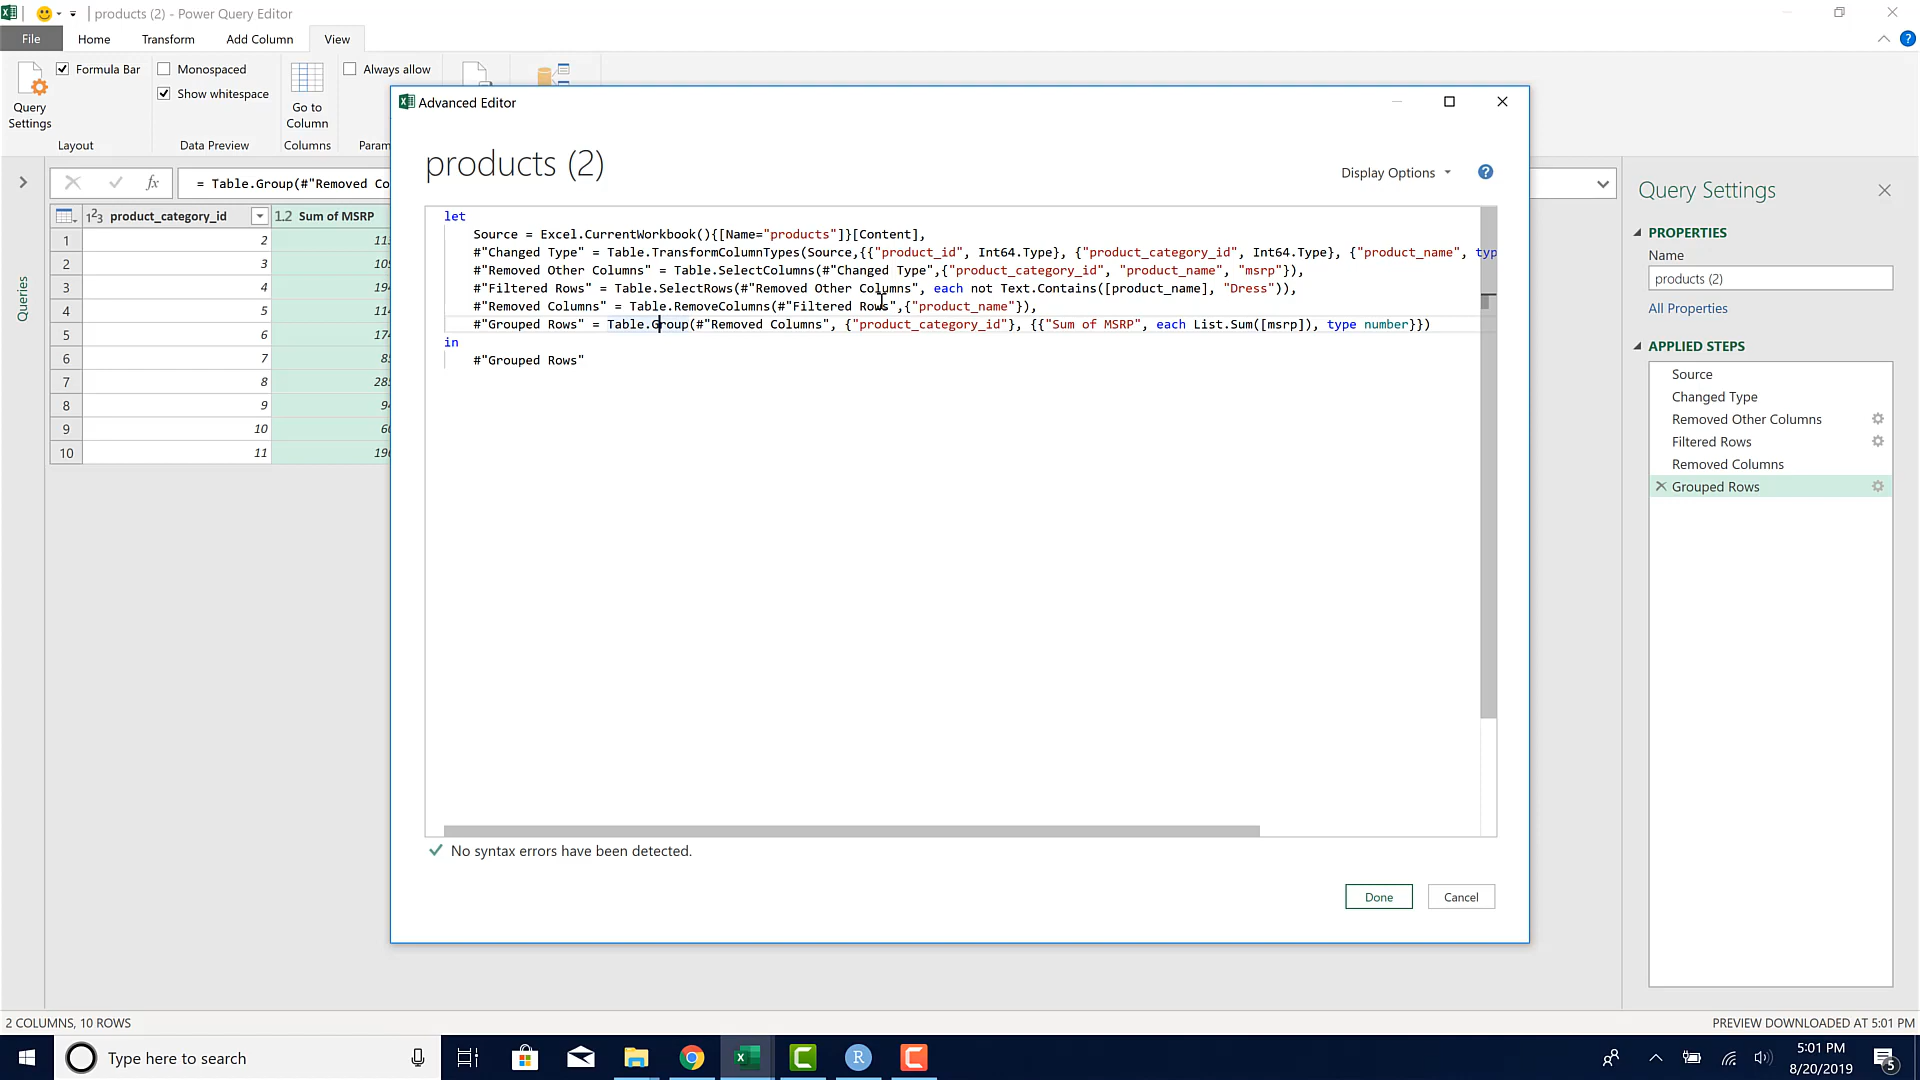 products (2) - Power Query Editor
File Home Transform Add Column View
Formula Bar Monospaced Always allow
Query Settings Show whitespace Go to Column
Layout Data Preview Columns Param
Advanced Editor
products (2)
Display Options
fx = Table.Group(#"Removed Co
Queries
1²3 product_category_id 1.2 Sum of MSRP
1 2
2 3
3 4
4 5
5 6
6 7
7 8
8 9
9 10
10 11
let
Source = Excel.CurrentWorkbook(){[Name="products"]}[Content],
#"Changed Type" = Table.TransformColumnTypes(Source,{{"product_id", Int64.Type}, {"product_category_id", Int64.Type}, {"product_name", typ
#"Removed Other Columns" = Table.SelectColumns(#"Changed Type",{"product_category_id", "product_name", "msrp"}),
#"Filtered Rows" = Table.SelectRows(#"Removed Other Columns", each not Text.Contains([product_name], "Dress")),
#"Removed Columns" = Table.RemoveColumns(#"Filtered Rows",{"product_name"}),
#"Grouped Rows" = Table.Group(#"Removed Columns", {"product_category_id"}, {{"Sum of MSRP", each List.Sum([msrp]), type number}})
in
#"Grouped Rows"
No syntax errors have been detected.
Done Cancel
Query Settings
PROPERTIES
Name
products (2)
All Properties
APPLIED STEPS
Source
Changed Type
Removed Other Columns
Filtered Rows
Removed Columns
Grouped Rows
2 COLUMNS, 10 ROWS
PREVIEW DOWNLOADED AT 5:01 PM
Type here to search
5:01 PM
8/20/2019
5